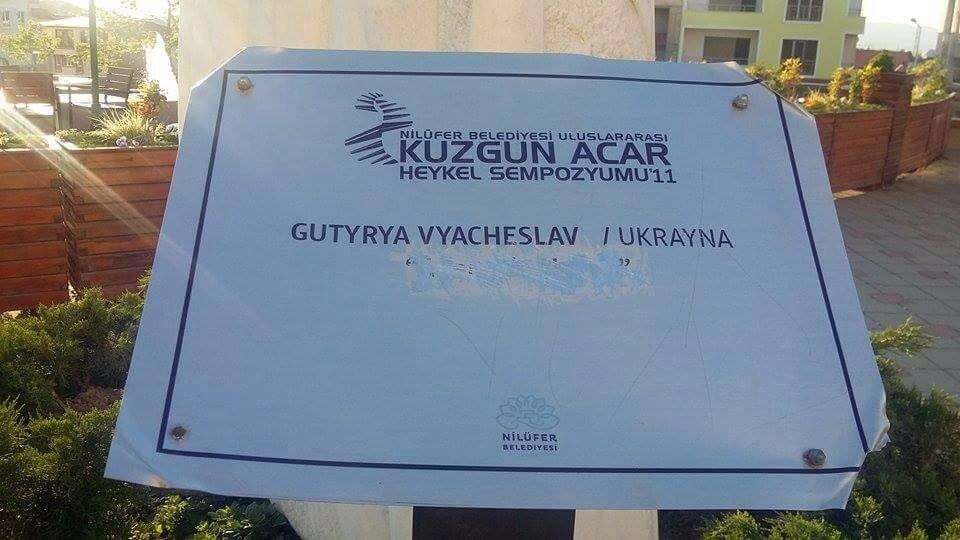 NİLÜFER BELEDİYESİ ULUSLARARASI
KUZGUN ACAR
HEYKEL SEMPOZYUMU'11
GUTYRYA VYACHESLAV / UKRAYNA
“ ”
NİLÜFER
BELEDİYESİ